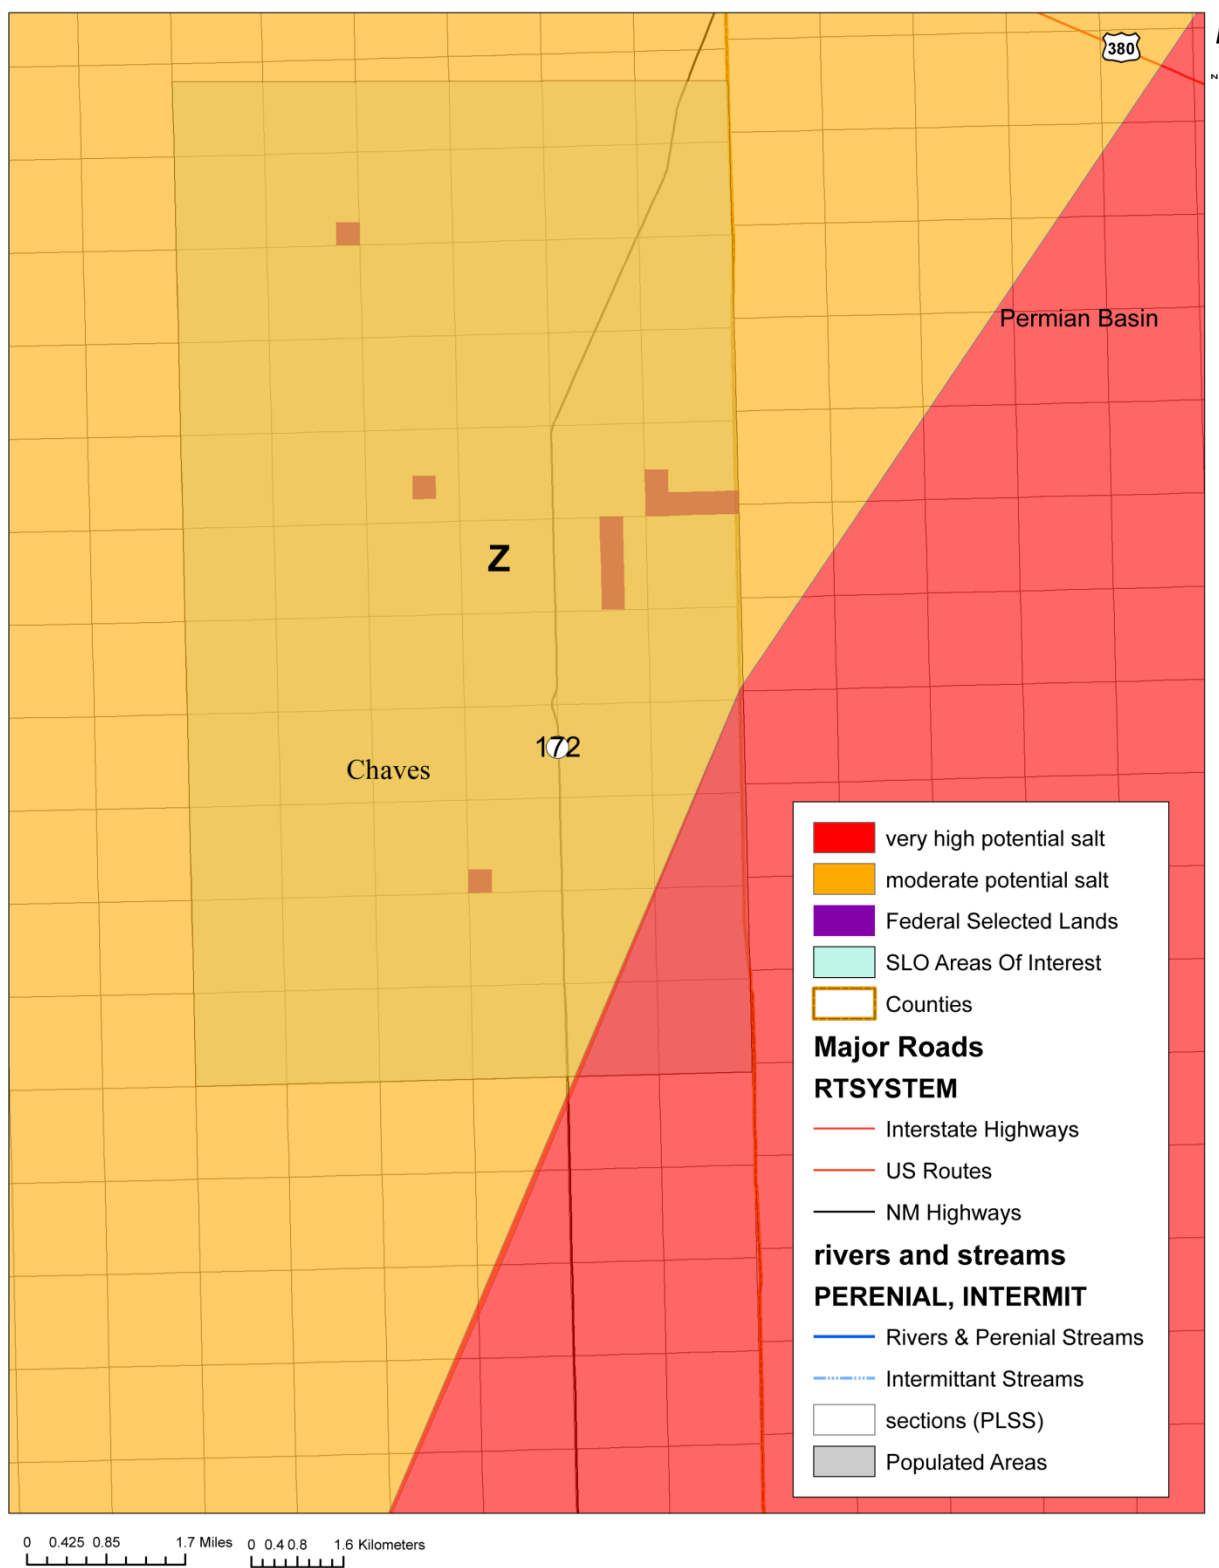 380
z
Permian Basin
Z
172
Chaves
very high potential salt
moderate potential salt
Federal Selected Lands
SLO Areas Of Interest
Counties
Major Roads
RTSYSTEM
Interstate Highways
US Routes
NM Highways
rivers and streams
PERENIAL, INTERMIT
Rivers & Perenial Streams
Intermittant Streams
sections (PLSS)
Populated Areas
0 0.425 0.85 1.7 Miles
0 0.4 0.8 1.6 Kilometers